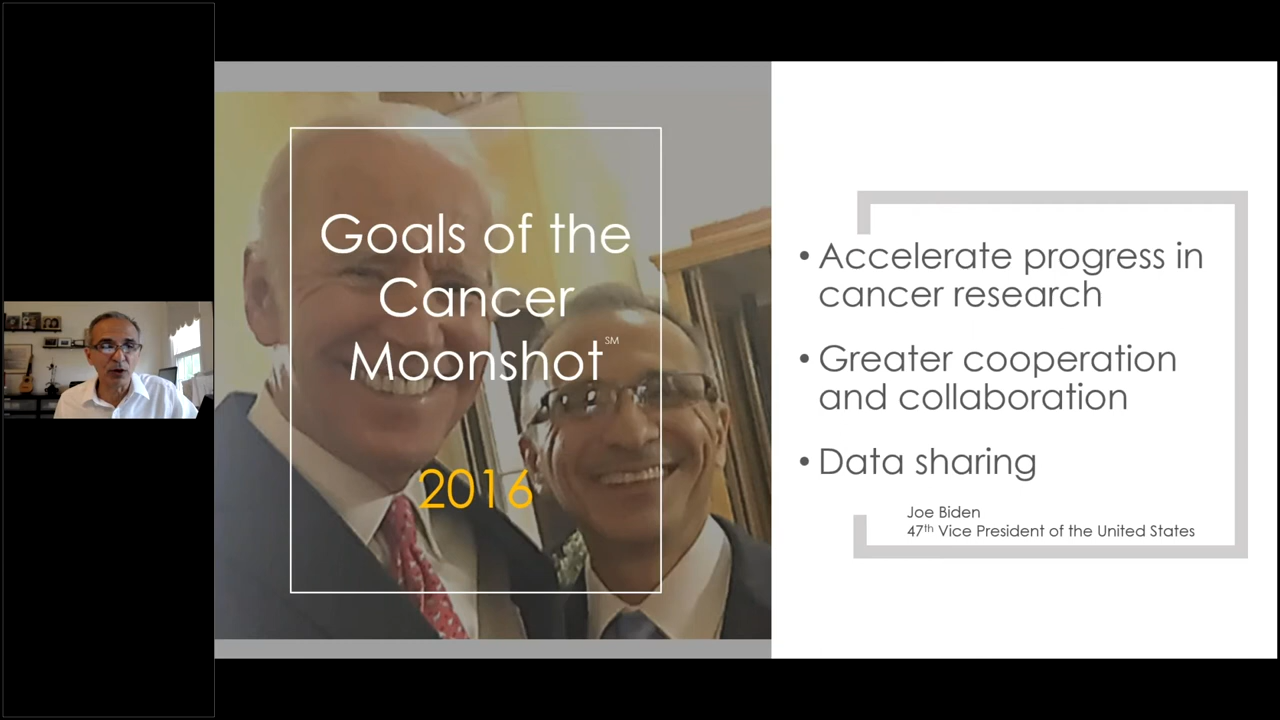 Goals of the
Cancer
Moonshot℠
2016
• Accelerate progress in
cancer research
• Greater cooperation
and collaboration
• Data sharing
Joe Biden
47th Vice President of the United States